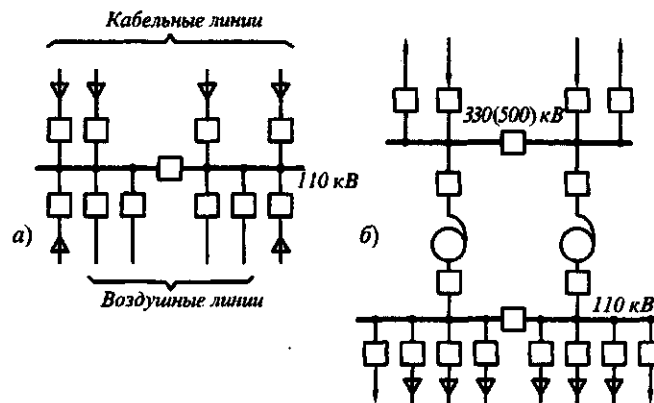 Кабельные линии
330(500) кВ
110 кВ
а)
б)
Воздушные линии
110 кВ